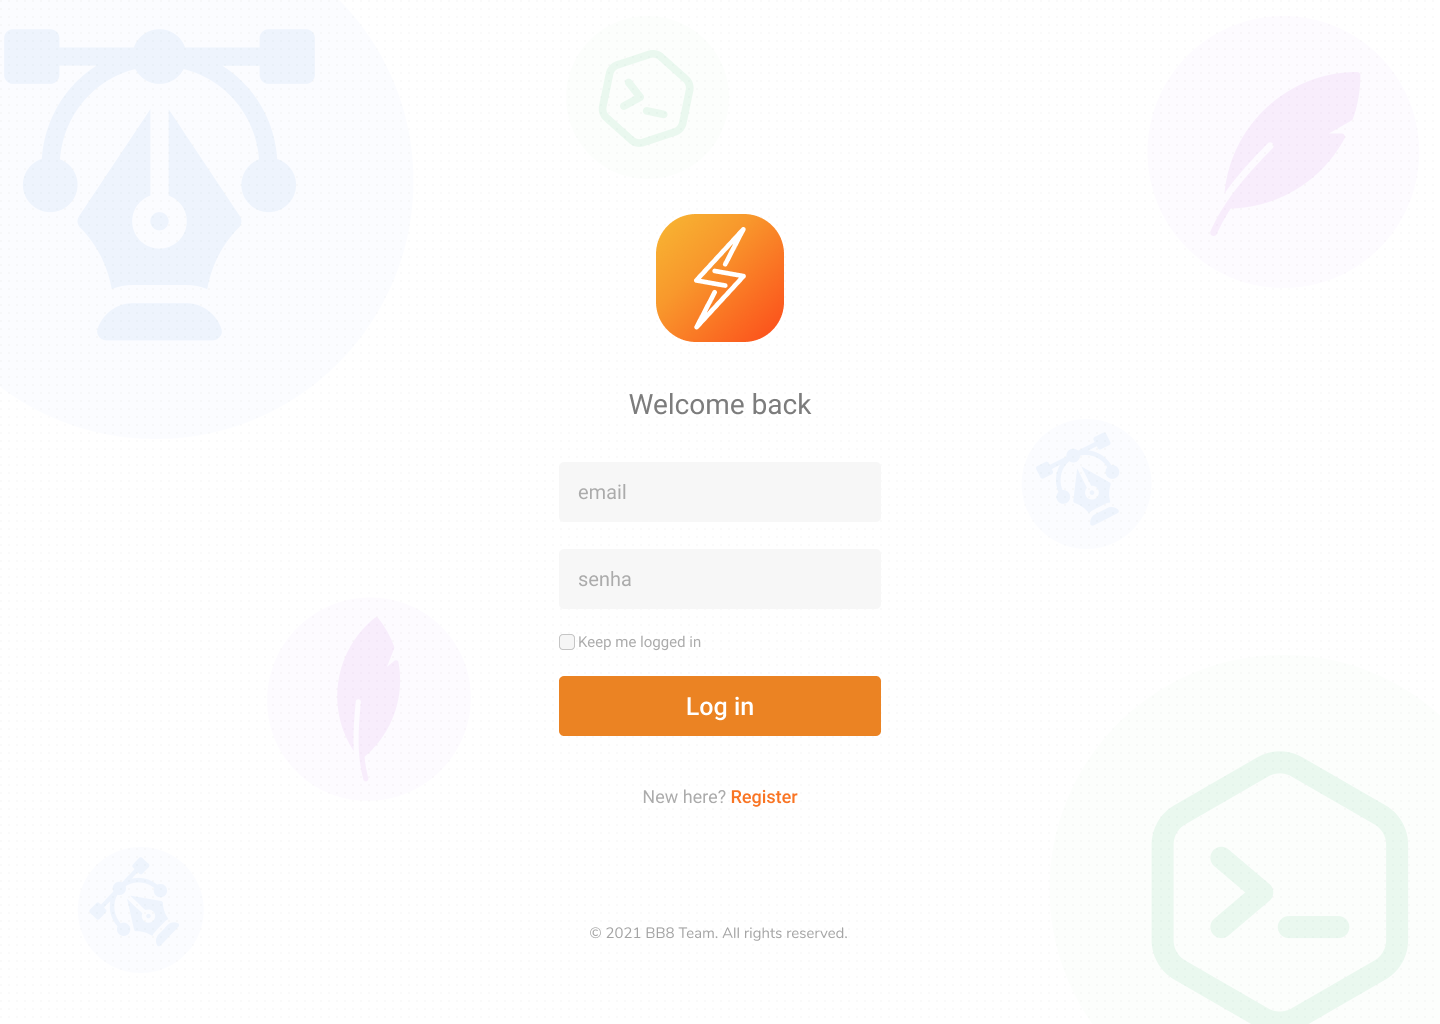 Welcome back
email
senha
Keep me logged in
Log in
New here? Register
© 2021 BB8 Team. All rights reserved.